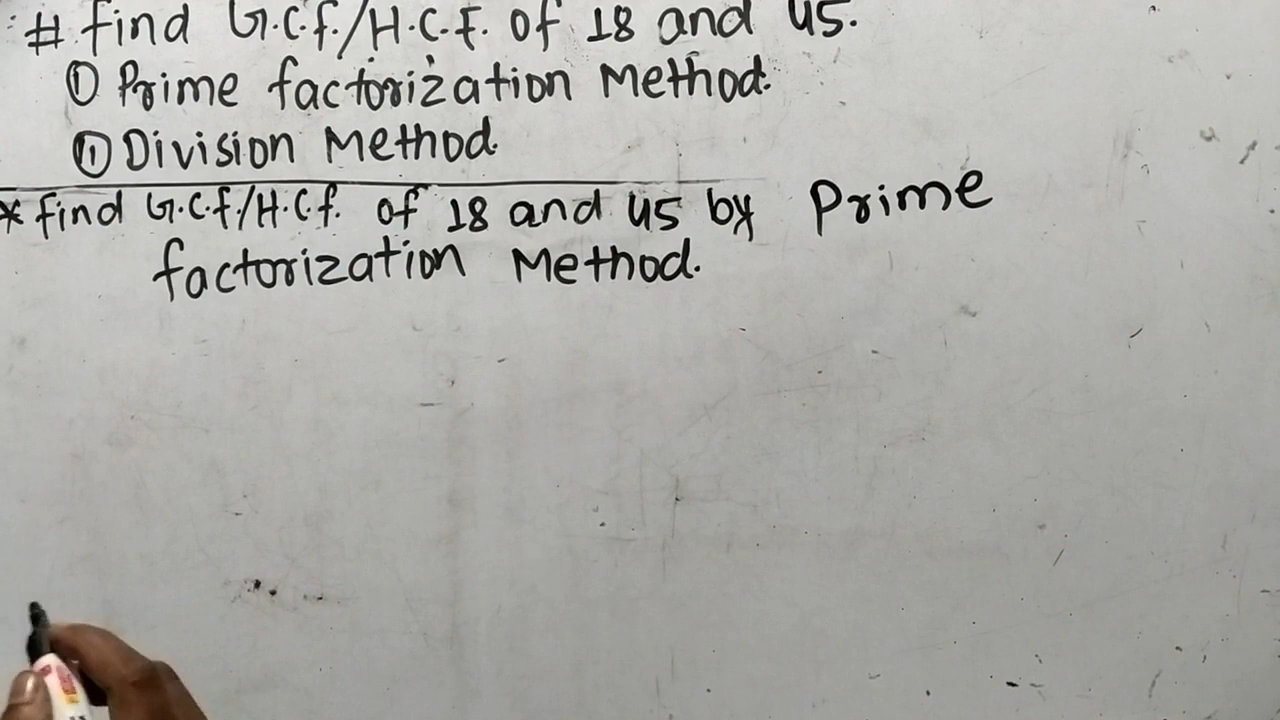 # find G.C.f./H.C.F. of 18 and 45.
① Prime factorization Method.
⑪ Division Method.
* find G.C.f./H.C.f. of 18 and 45 by Prime
factorization Method.